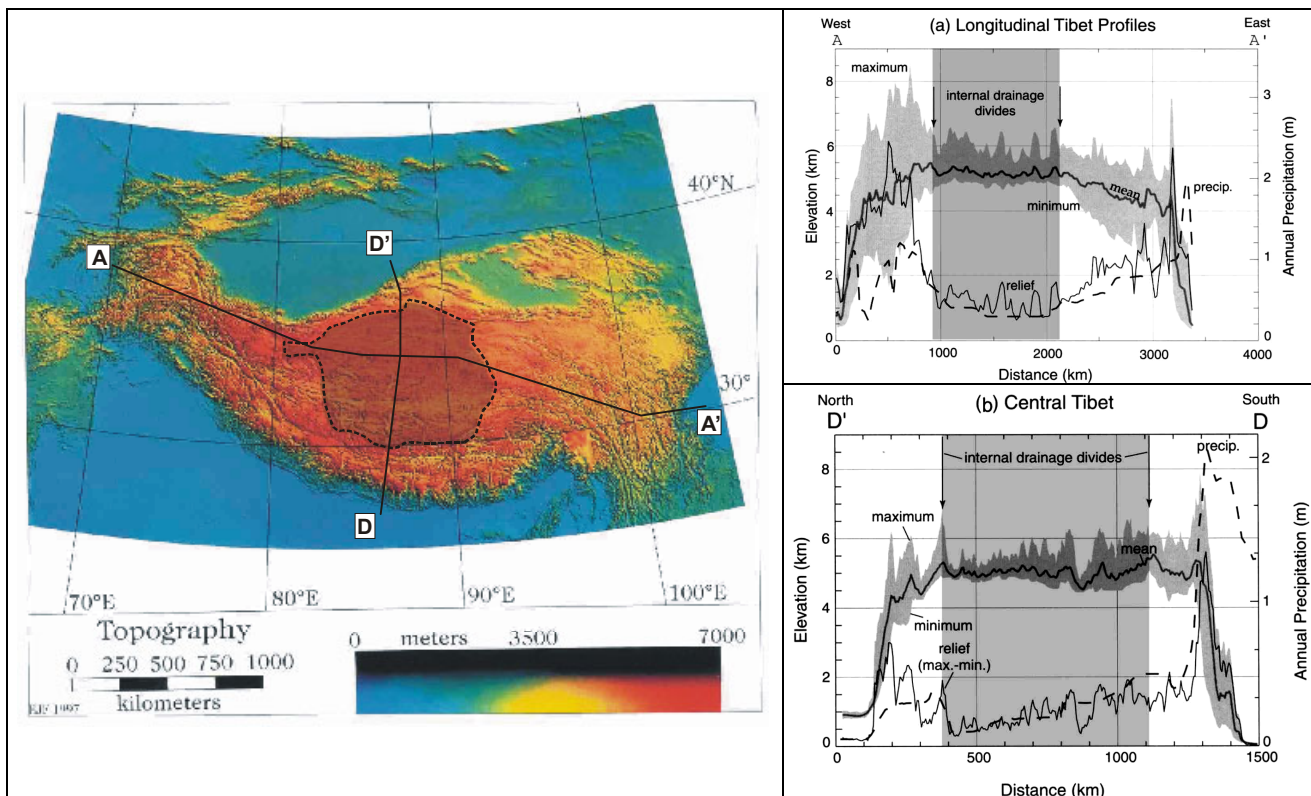 A
D'
40°N
30°
A'
D
70°E
80°E
90°E
100°E
Topography
0 250 500 750 1000
kilometers
EJF 1997
0 meters 3500 7000
West
A
(a) Longitudinal Tibet Profiles
East
A'
maximum
internal drainage
divides
mean
minimum
precip.
relief
Elevation (km)
8
6
4
2
0
Annual Precipitation (m)
3
2
1
0
0 1000 2000 3000 4000
Distance (km)
North
D'
(b) Central Tibet
South
D
internal drainage divides
precip.
maximum
mean
minimum
relief
(max.-min.)
Elevation (km)
8
6
4
2
0
Annual Precipitation (m)
2
1
0
0 500 1000 1500
Distance (km)